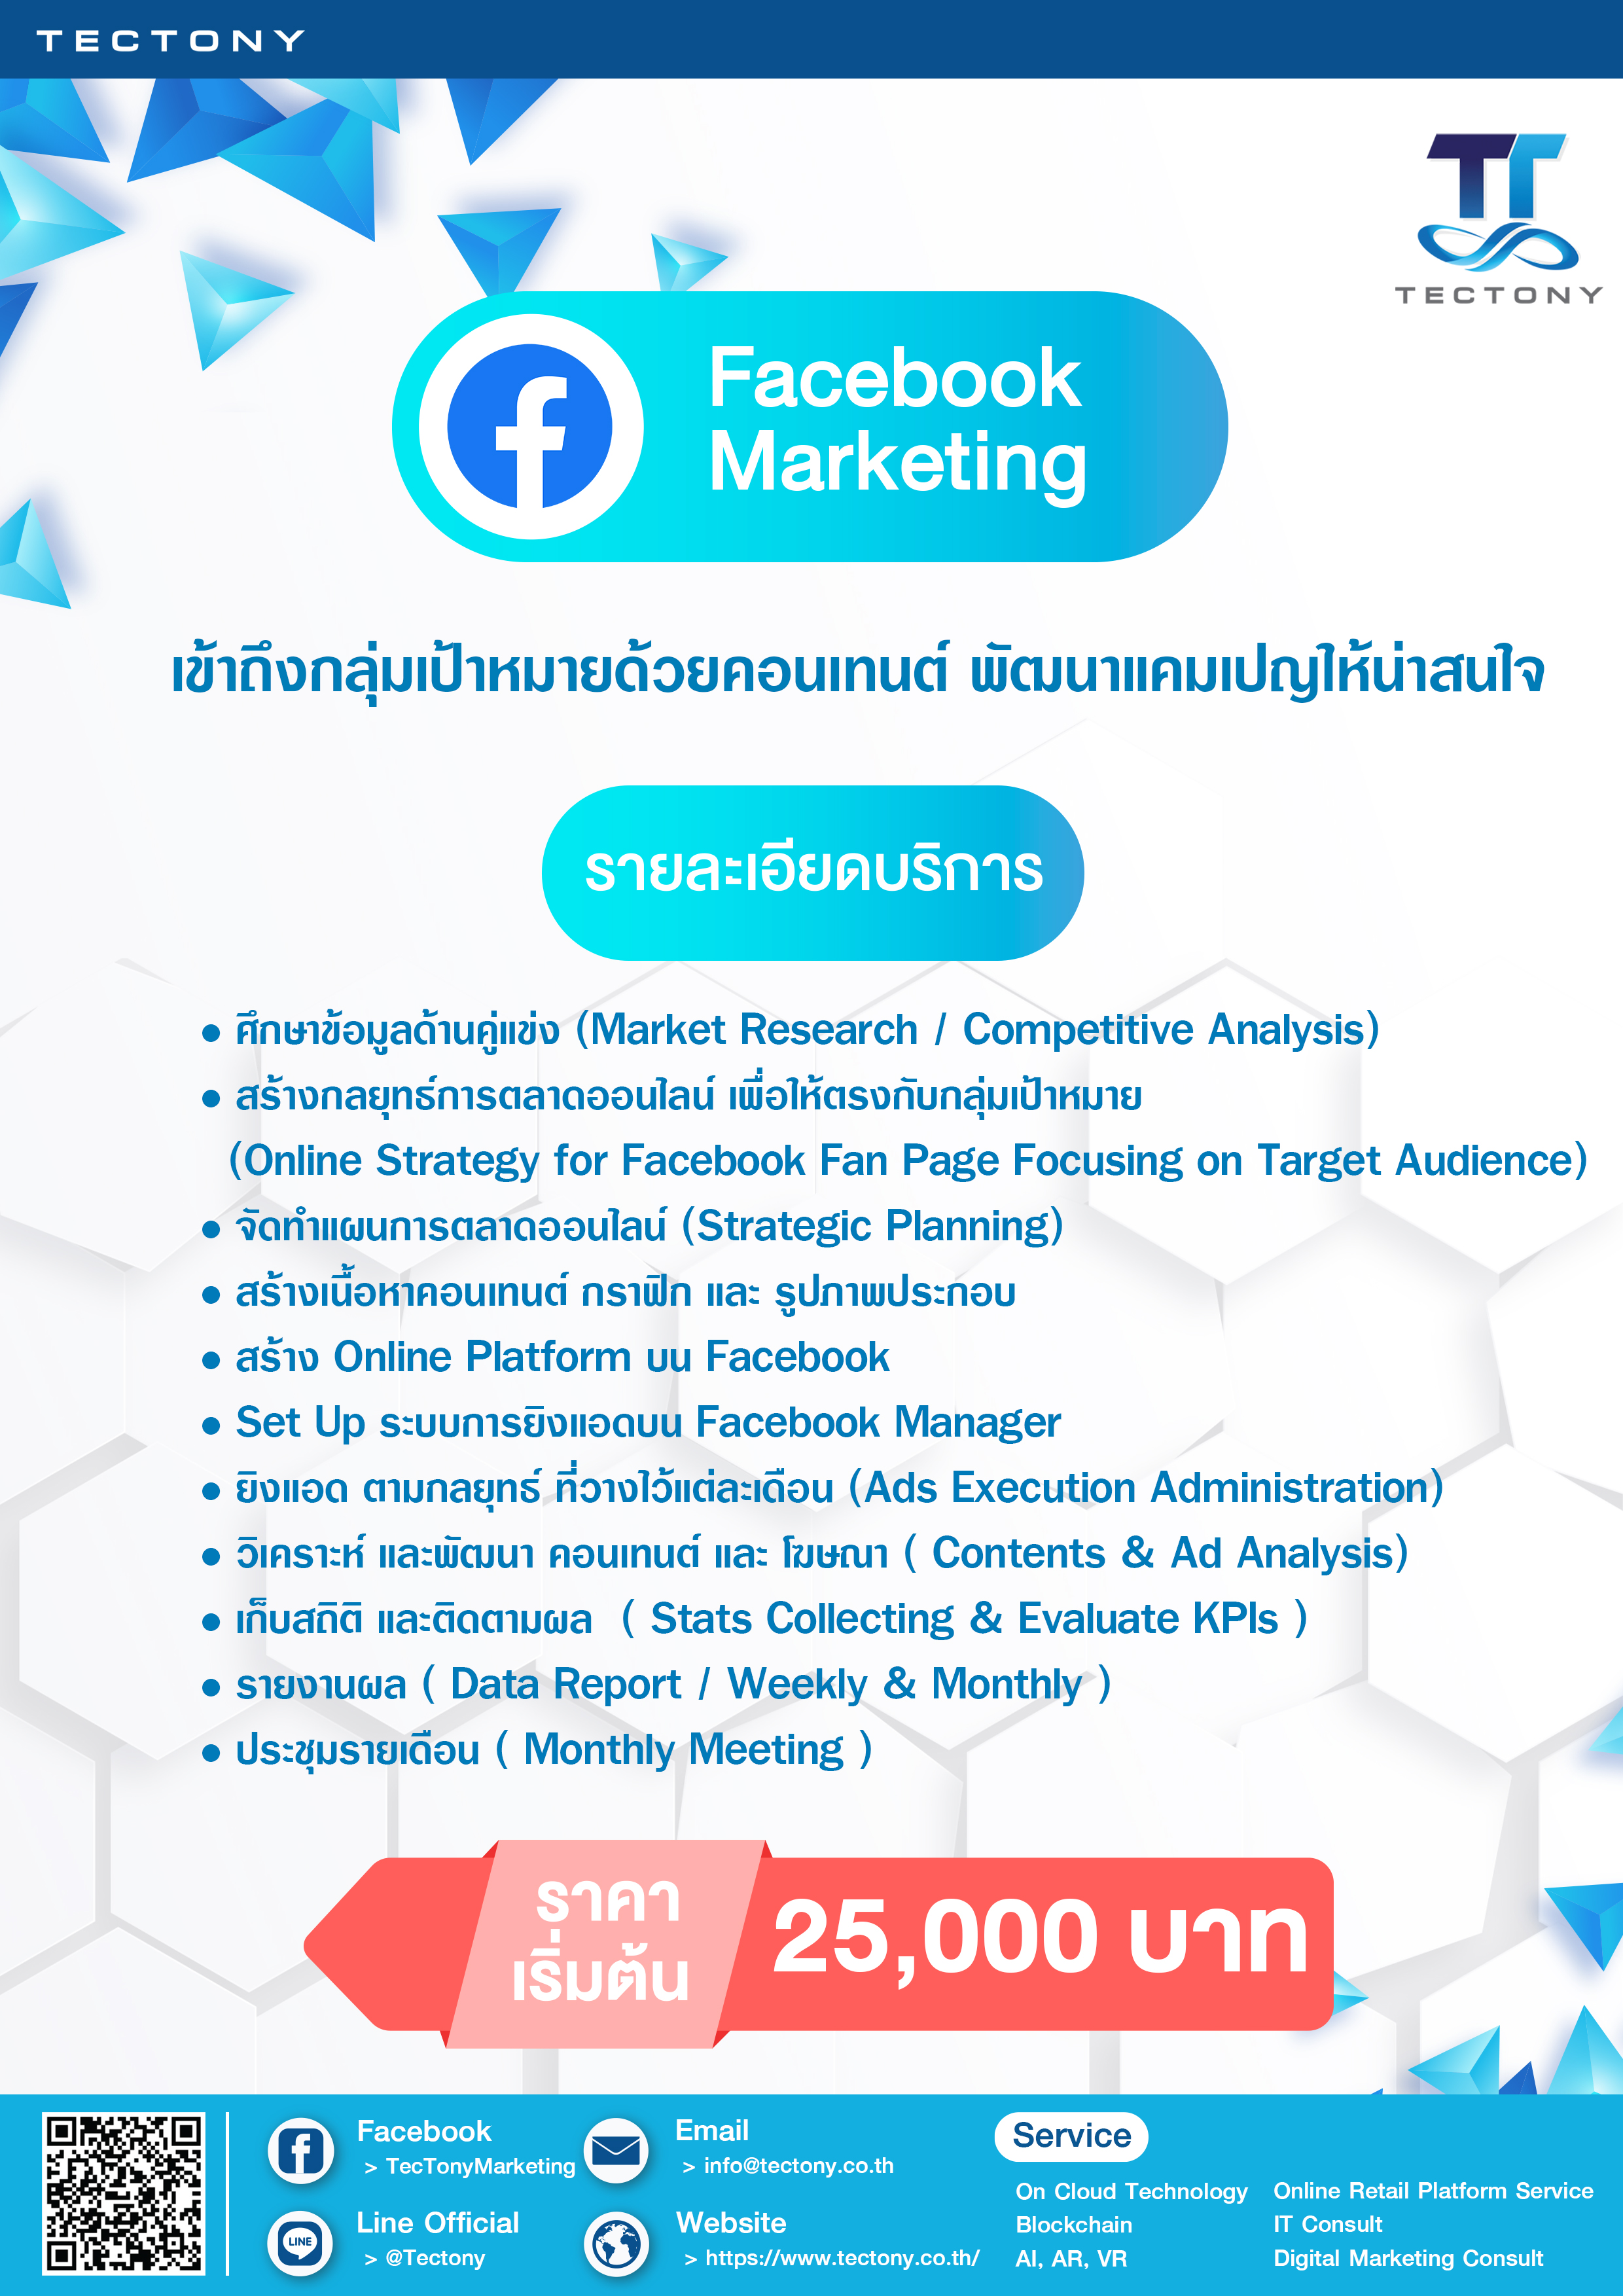 TECTONY
TECTONY
Facebook
Marketing
เข้าถึงกลุ่มเป้าหมายด้วยคอนเทนต์ พัฒนาแคมเปญให้น่าสนใจ
รายละเอียดบริการ
• ศึกษาข้อมูลด้านคู่แข่ง (Market Research / Competitive Analysis)
• สร้างกลยุทธ์การตลาดออนไลน์ เพื่อให้ตรงกับกลุ่มเป้าหมาย
(Online Strategy for Facebook Fan Page Focusing on Target Audience)
• จัดทำแผนการตลาดออนไลน์ (Strategic Planning)
• สร้างเนื้อหาคอนเทนต์ กราฟิก และ รูปภาพประกอบ
• สร้าง Online Platform บน Facebook
• Set Up ระบบการยิงแอดบน Facebook Manager
• ยิงแอด ตามกลยุทธ์ ที่วางไว้แต่ละเดือน (Ads Execution Administration)
• วิเคราะห์ และพัฒนา คอนเทนต์ และ โฆษณา ( Contents & Ad Analysis)
• เก็บสถิติ และติดตามผล ( Stats Collecting & Evaluate KPIs )
• รายงานผล ( Data Report / Weekly & Monthly )
• ประชุมรายเดือน ( Monthly Meeting )
ราคา
เริ่มต้น
25,000 บาท
Facebook
> TecTonyMarketing
Line Official
> @Tectony
LINE
Email
> info@tectony.co.th
Website
> https://www.tectony.co.th/
Service
On Cloud Technology
Blockchain
AI, AR, VR
Online Retail Platform Service
IT Consult
Digital Marketing Consult